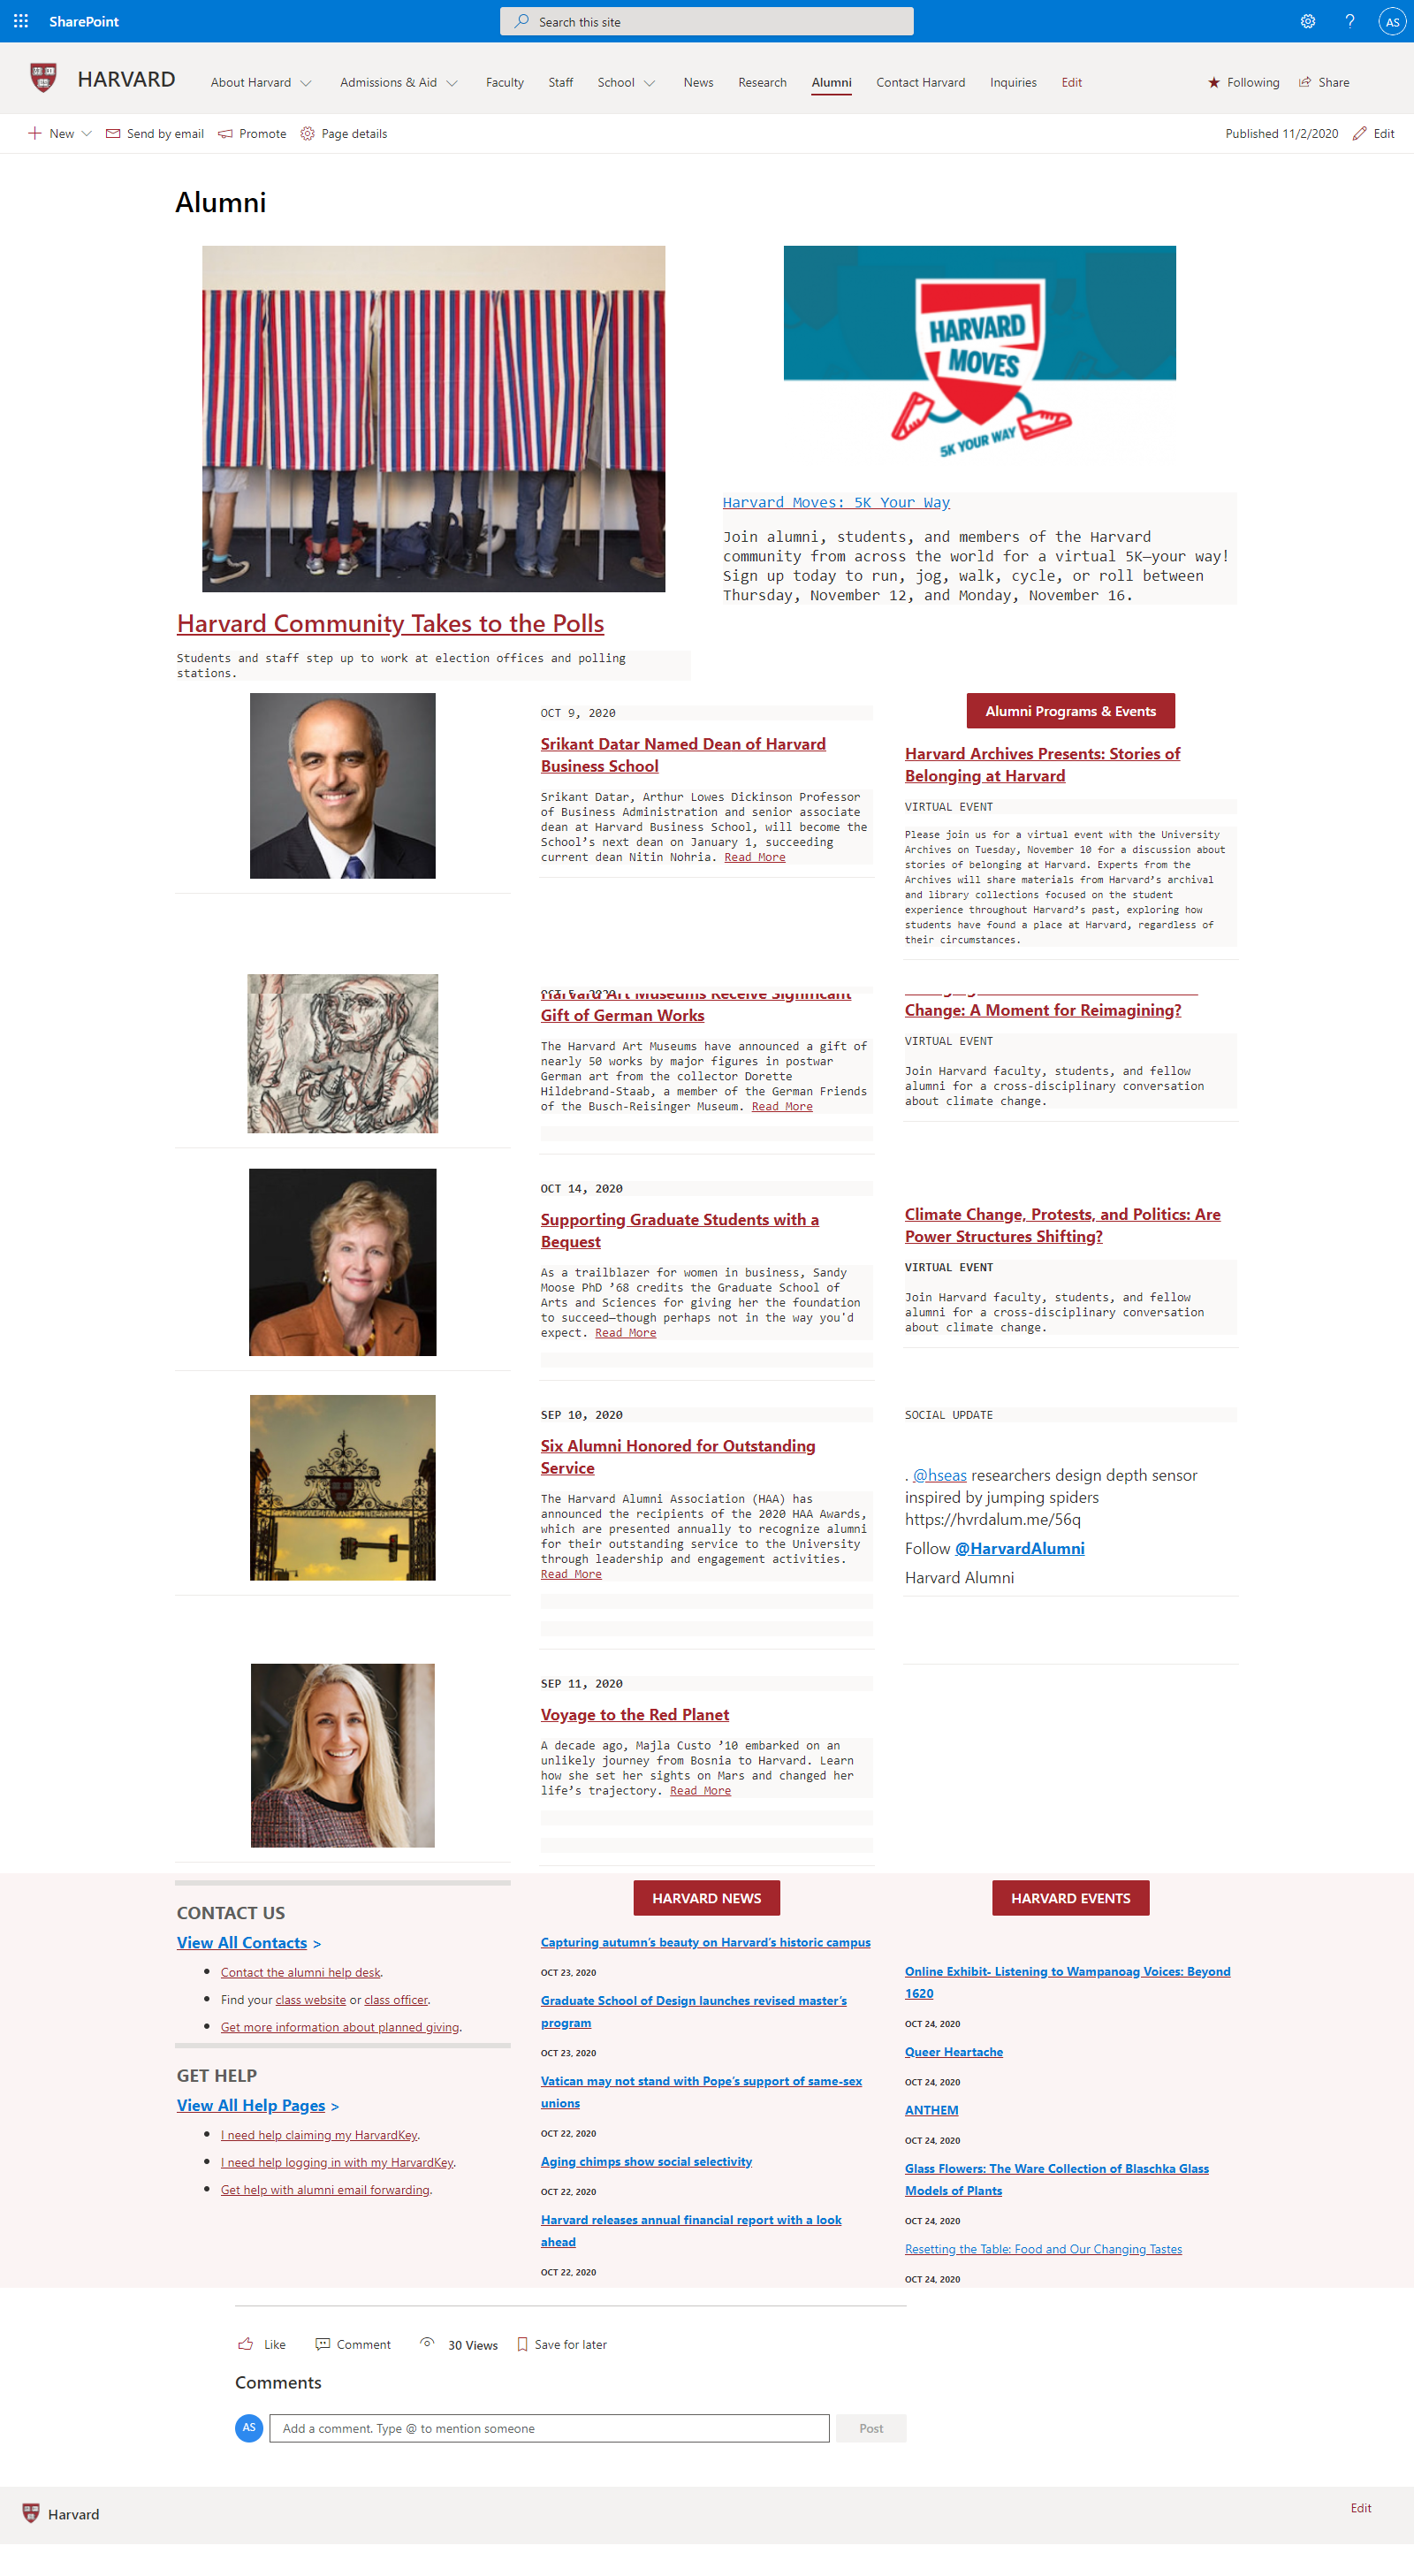 SharePoint
Search this site
AS
HARVARD
About Harvard
Admissions & Aid
Faculty
Staff
School
News
Research
Alumni
Contact Harvard
Inquiries
Edit
Following
Share
New
Send by email
Promote
Page details
Published 11/2/2020
Edit
Alumni
HARVARD
MOVES
5K YOUR WAY
Harvard Moves: 5K Your Way
Join alumni, students, and members of the Harvard
community from across the world for a virtual 5K—your way!
Sign up today to run, jog, walk, cycle, or roll between
Thursday, November 12, and Monday, November 16.
Harvard Community Takes to the Polls
Students and staff step up to work at election offices and polling
stations.
OCT 9, 2020
Srikant Datar Named Dean of Harvard
Business School
Srikant Datar, Arthur Lowes Dickinson Professor
of Business Administration and senior associate
dean at Harvard Business School, will become the
School’s next dean on January 1, succeeding
current dean Nitin Nohria. Read More
Alumni Programs & Events
Harvard Archives Presents: Stories of
Belonging at Harvard
VIRTUAL EVENT
Please join us for a virtual event with the University
Archives on Tuesday, November 10 for a discussion about
stories of belonging at Harvard. Experts from the
Archives will share materials from Harvard’s archival
and library collections focused on the student
experience throughout Harvard’s past, exploring how
students have found a place at Harvard, regardless of
their circumstances.
Harvard Art Museums Receive Significant
Gift of German Works
The Harvard Art Museums have announced a gift of
nearly 50 works by major figures in postwar
German art from the collector Dorette
Hildebrand-Staab, a member of the German Friends
of the Busch-Reisinger Museum. Read More
Change: A Moment for Reimagining?
VIRTUAL EVENT
Join Harvard faculty, students, and fellow
alumni for a cross-disciplinary conversation
about climate change.
OCT 14, 2020
Supporting Graduate Students with a
Bequest
As a trailblazer for women in business, Sandy
Moose PhD ’68 credits the Graduate School of
Arts and Sciences for giving her the foundation
to succeed—though perhaps not in the way you'd
expect. Read More
Climate Change, Protests, and Politics: Are
Power Structures Shifting?
VIRTUAL EVENT
Join Harvard faculty, students, and fellow
alumni for a cross-disciplinary conversation
about climate change.
SEP 10, 2020
Six Alumni Honored for Outstanding
Service
The Harvard Alumni Association (HAA) has
announced the recipients of the 2020 HAA Awards,
which are presented annually to recognize alumni
for their outstanding service to the University
through leadership and engagement activities.
Read More
SOCIAL UPDATE
. @hseas researchers design depth sensor
inspired by jumping spiders
https://hvrdalum.me/56q
Follow @HarvardAlumni
Harvard Alumni
SEP 11, 2020
Voyage to the Red Planet
A decade ago, Majla Custo ’10 embarked on an
unlikely journey from Bosnia to Harvard. Learn
how she set her sights on Mars and changed her
life’s trajectory. Read More
CONTACT US
View All Contacts >
Contact the alumni help desk.
Find your class website or class officer.
Get more information about planned giving.
GET HELP
View All Help Pages >
I need help claiming my HarvardKey.
I need help logging in with my HarvardKey.
Get help with alumni email forwarding.
HARVARD NEWS
Capturing autumn’s beauty on Harvard’s historic campus
OCT 23, 2020
Graduate School of Design launches revised master’s
program
OCT 23, 2020
Vatican may not stand with Pope’s support of same-sex
unions
OCT 22, 2020
Aging chimps show social selectivity
OCT 22, 2020
Harvard releases annual financial report with a look
ahead
OCT 22, 2020
HARVARD EVENTS
Online Exhibit- Listening to Wampanoag Voices: Beyond
1620
OCT 24, 2020
Queer Heartache
OCT 24, 2020
ANTHEM
OCT 24, 2020
Glass Flowers: The Ware Collection of Blaschka Glass
Models of Plants
OCT 24, 2020
Resetting the Table: Food and Our Changing Tastes
OCT 24, 2020
Like
Comment
30 Views
Save for later
Comments
AS
Add a comment. Type @ to mention someone
Post
Harvard
Edit